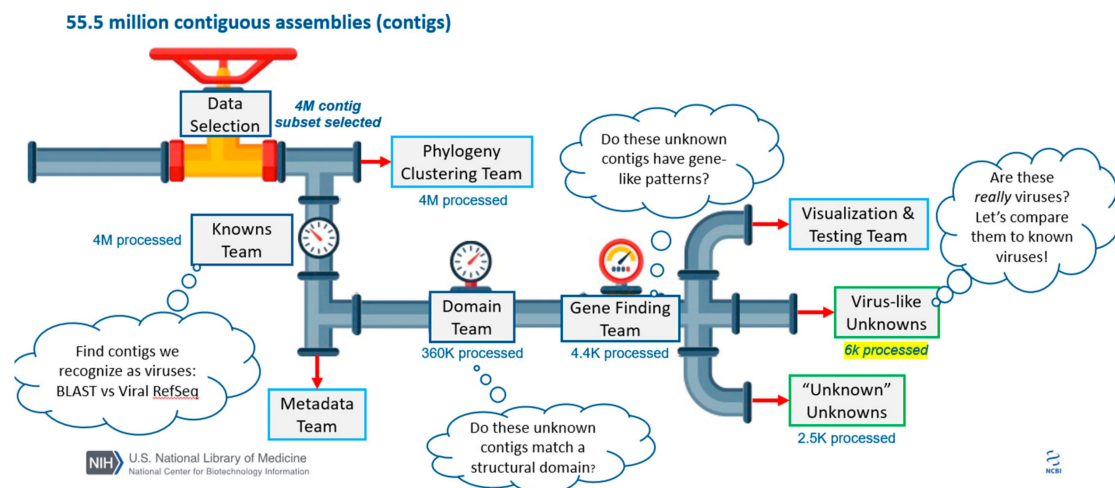 55.5 million contiguous assemblies (contigs)
Data
Selection
4M contig
subset selected
Phylogeny
Clustering Team
4M processed
Do these unknown
contigs have gene-
like patterns?
Are these
really viruses?
Let's compare
them to known
viruses!
Visualization &
Testing Team
4M processed
Knowns
Team
Domain
Team
360K processed
Gene Finding
Team
4.4K processed
Virus-like
Unknowns
6k processed
Find contigs we
recognize as viruses:
BLAST vs Viral RefSeq
Metadata
Team
Do these unknown
contigs match a
structural domain?
"Unknown"
Unknowns
2.5K processed
NIH
U.S. National Library of Medicine
National Center for Biotechnology Information
NCBI